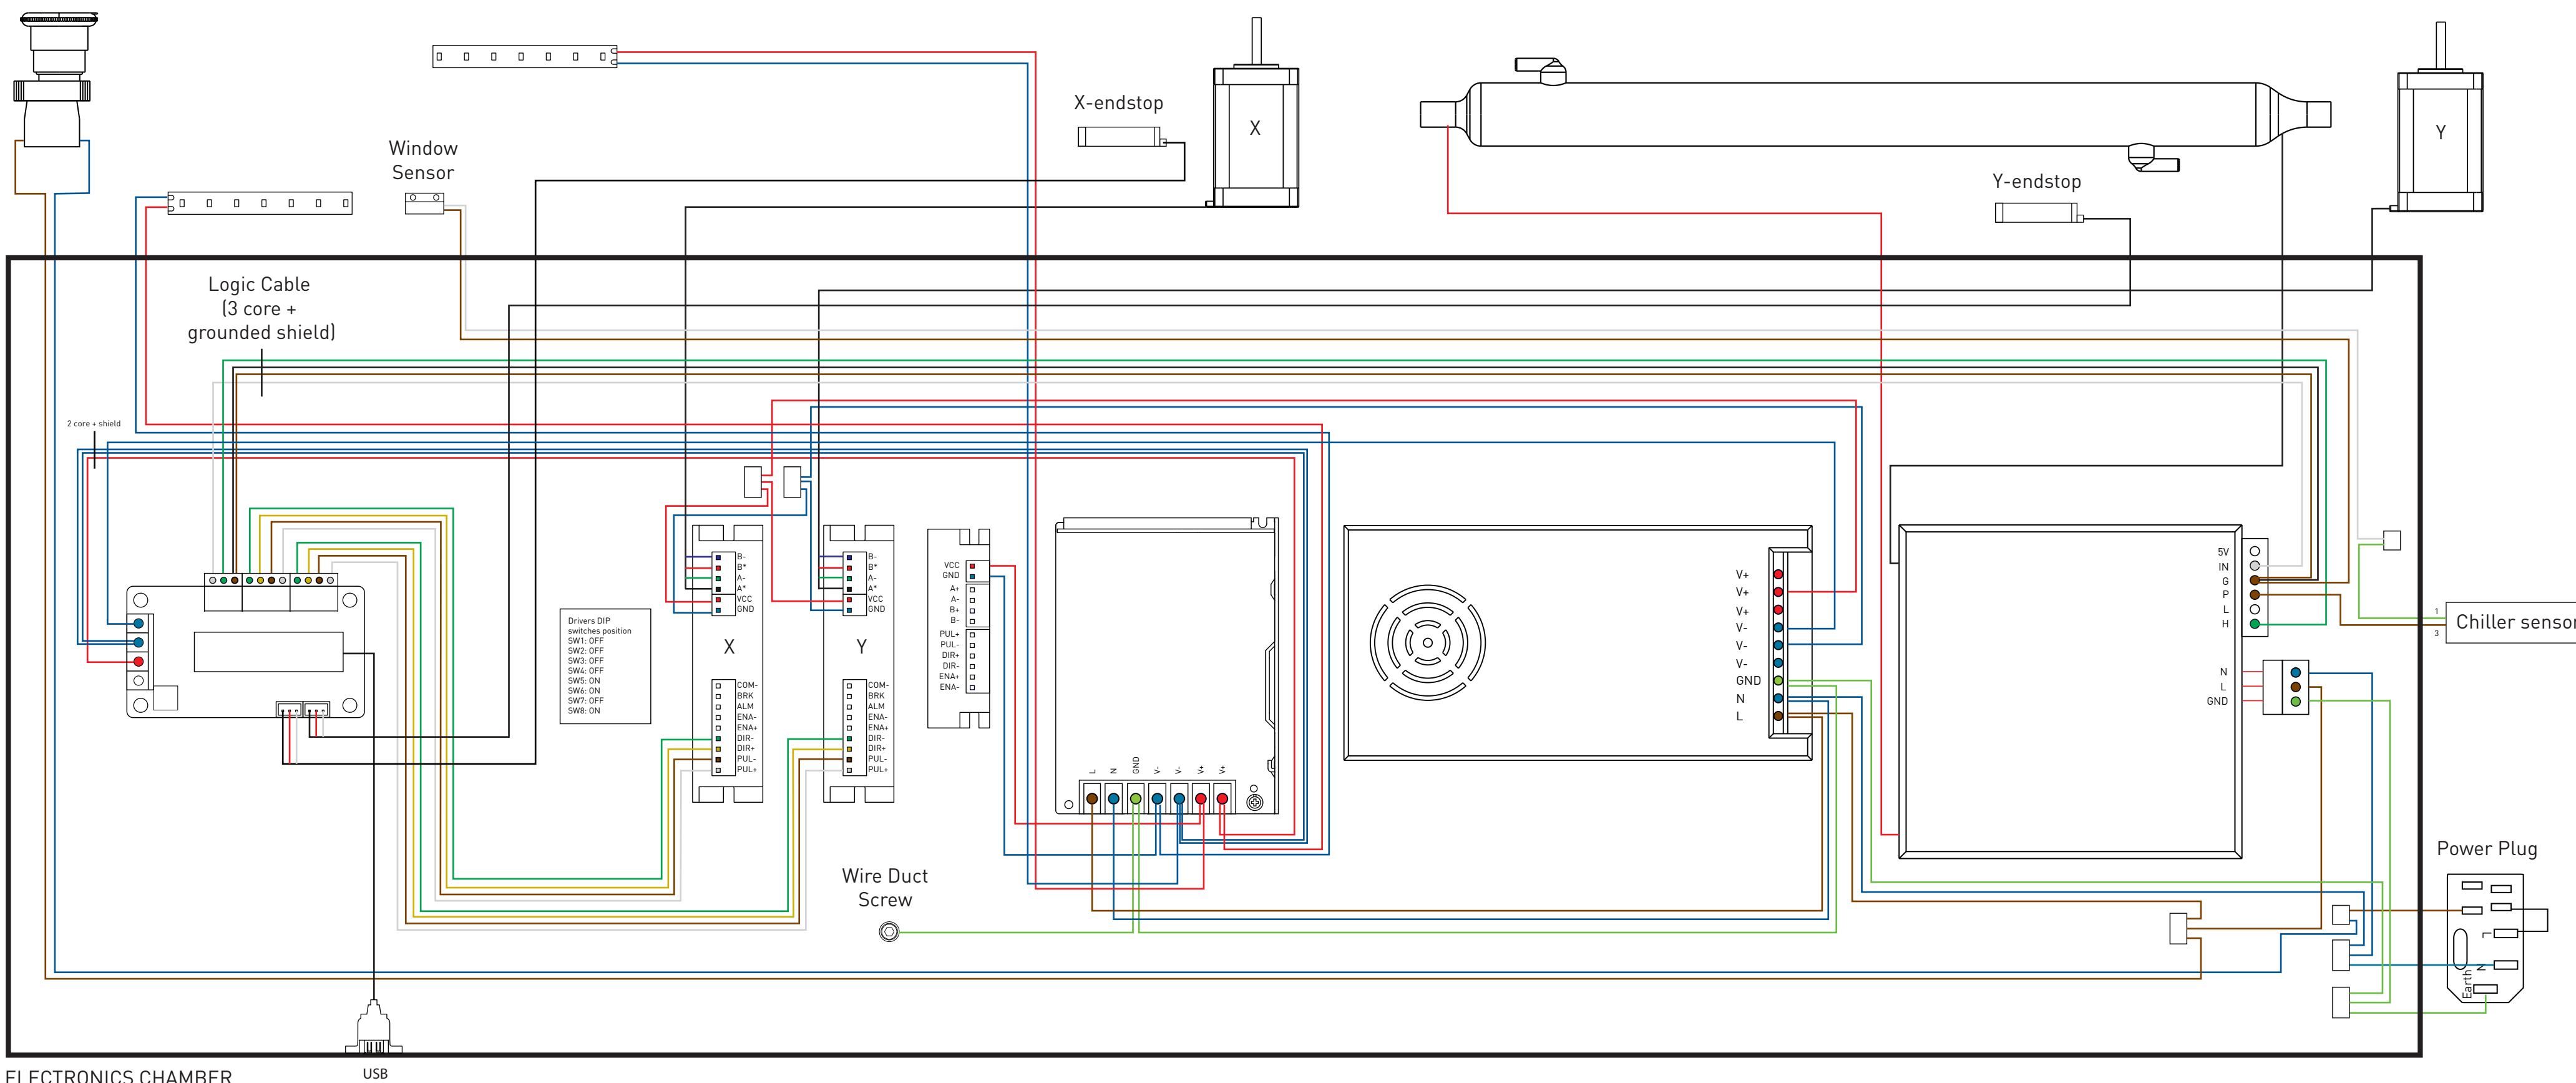 X-endstop
X
Y
Window
Sensor
Y-endstop
Logic Cable
(3 core +
grounded shield)
2 core + shield
Drivers DIP
switches position
SW1: OFF
SW2: OFF
SW3: OFF
SW4: OFF
SW5: ON
SW6: ON
SW7: OFF
SW8: ON
B-
B*
A-
A*
VCC
GND
X
COM-
BRK
ALM
ENA-
ENA+
DIR-
DIR+
PUL-
PUL+
B-
B*
A-
A*
VCC
GND
Y
COM-
BRK
ALM
ENA-
ENA+
DIR-
DIR+
PUL-
PUL+
VCC
GND
A+
A-
B+
B-
PUL+
PUL-
DIR+
DIR-
ENA+
ENA-
L
N
GND
V-
V-
V+
V+
V+
V+
V+
V-
V-
V-
GND
N
L
5V
IN
G
P
L
H
N
L
GND
1
3
Chiller sensor
Power Plug
L
N
Earth
Wire Duct
Screw
USB
ELECTRONICS CHAMBER